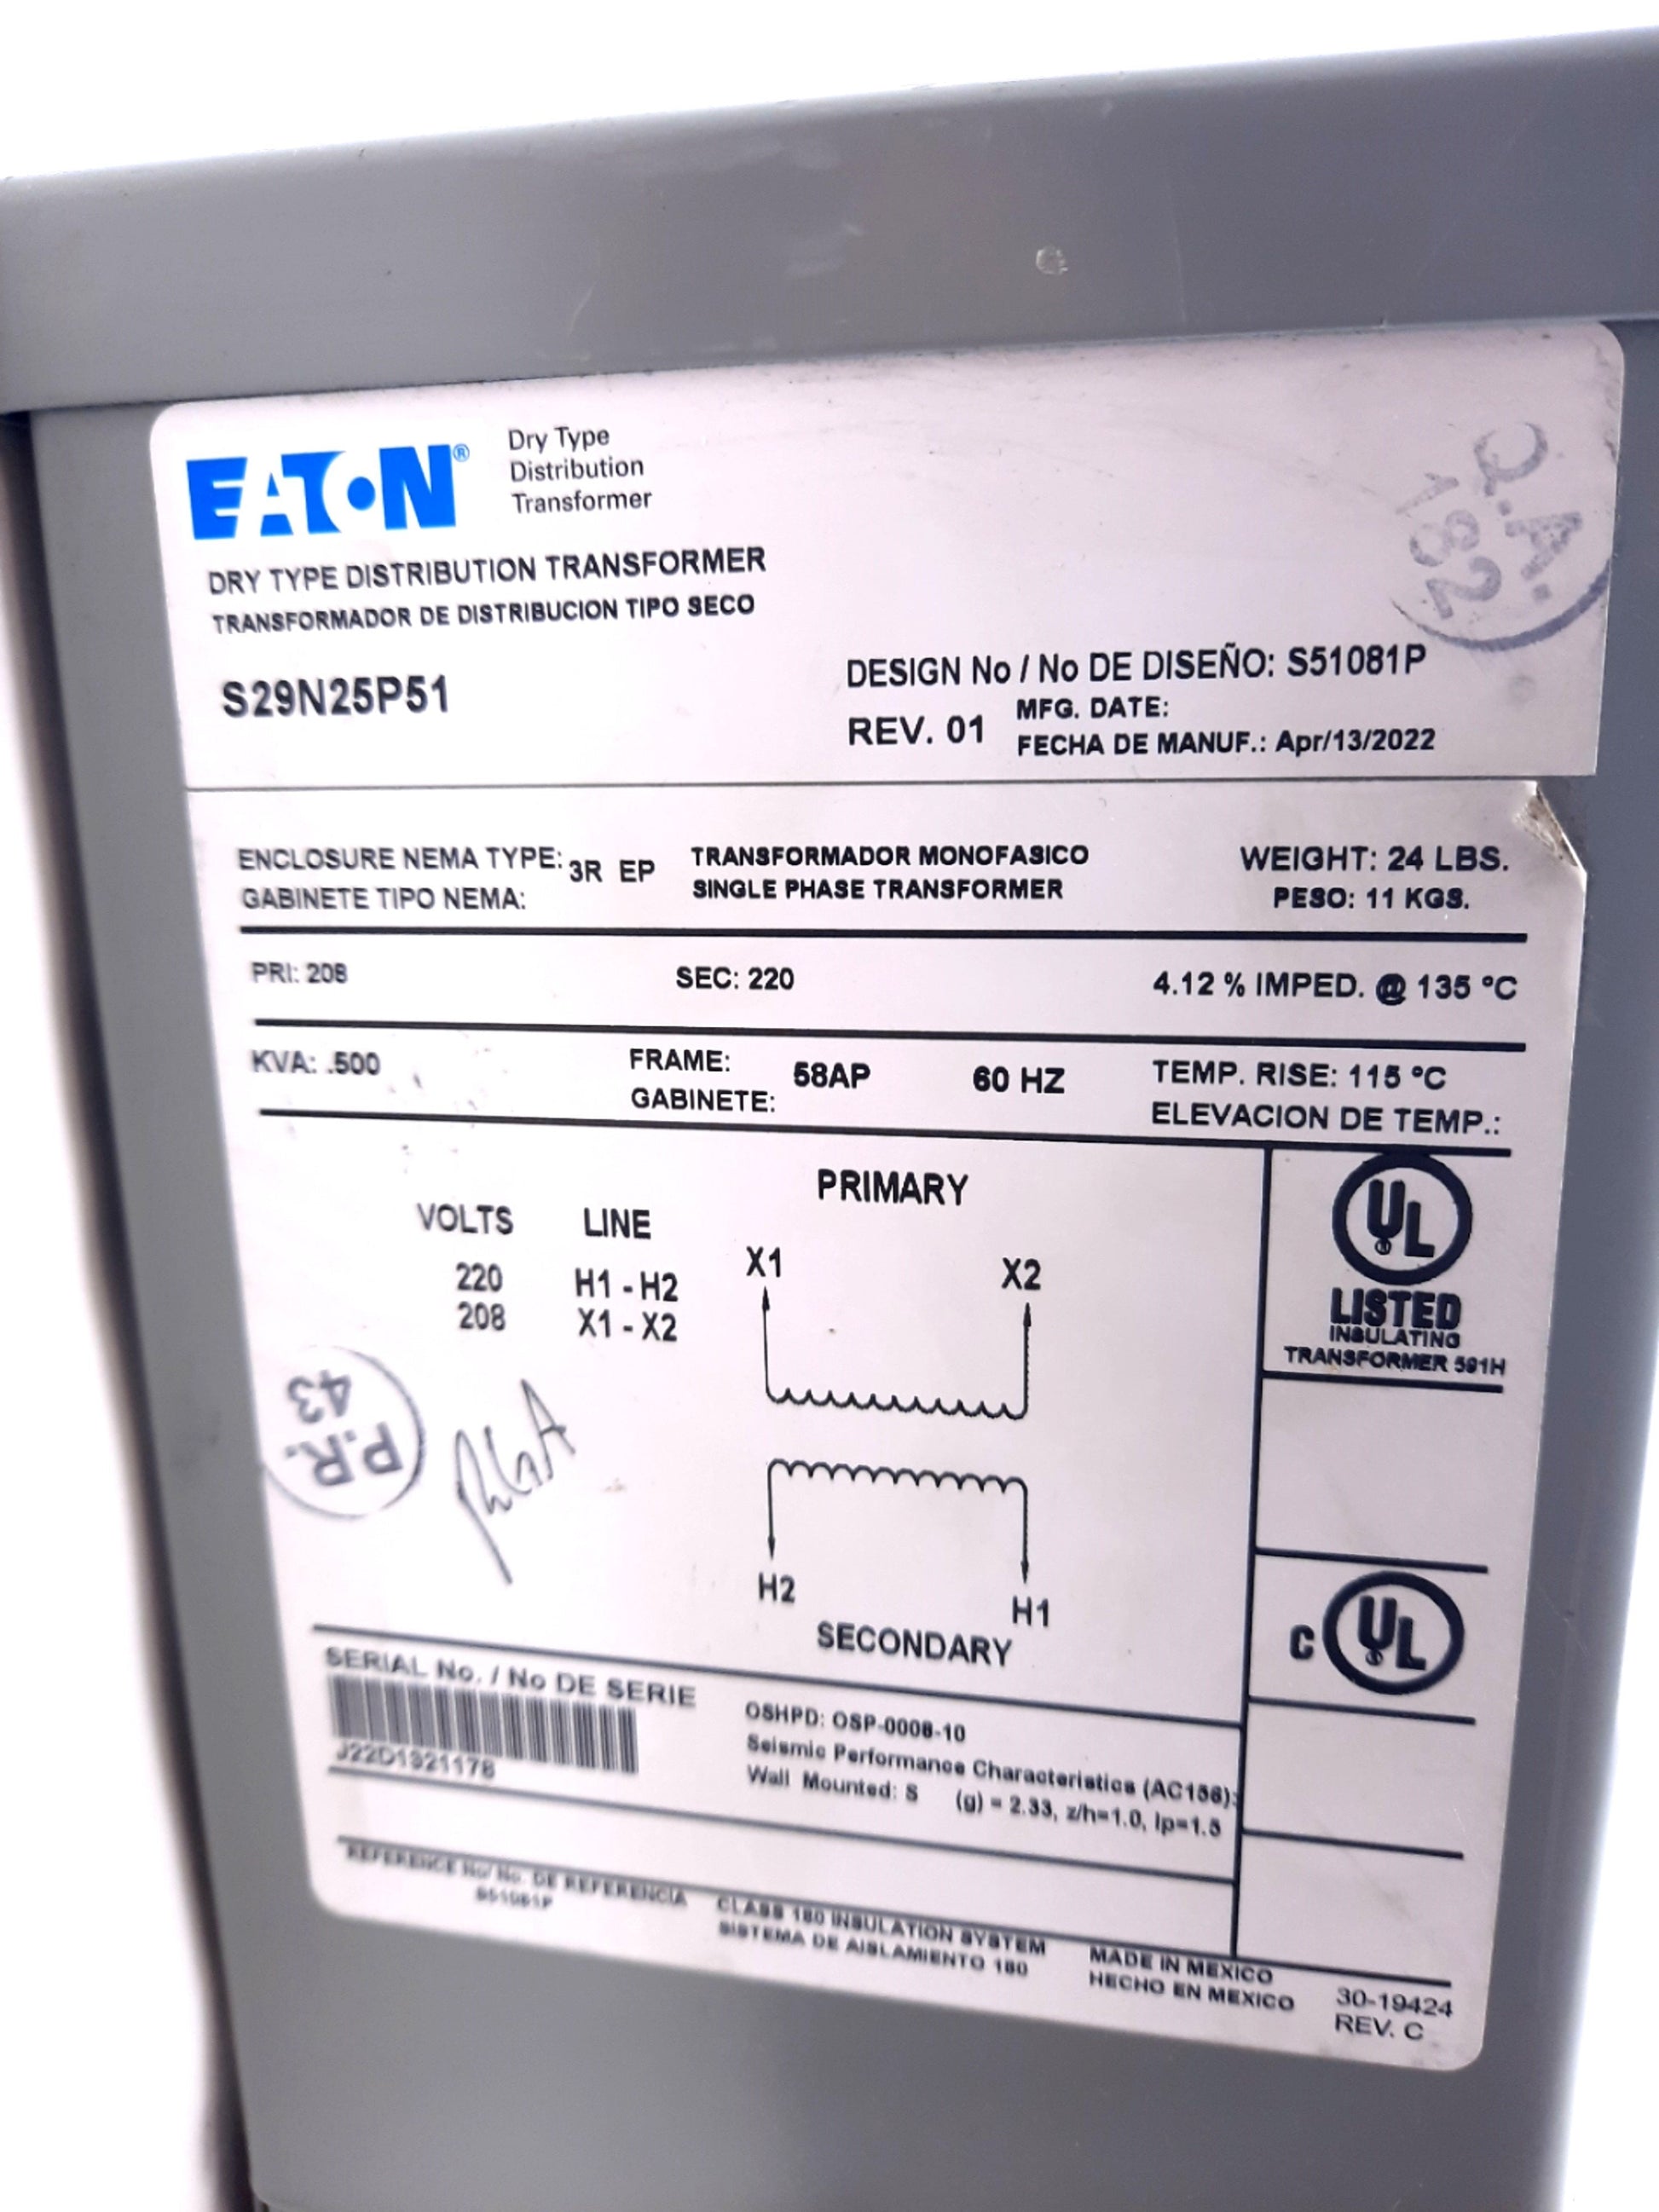 EATON® Dry Type
Distribution
Transformer
DRY TYPE DISTRIBUTION TRANSFORMER
TRANSFORMADOR DE DISTRIBUCION TIPO SECO
Q.A.
182
S29N25P51
DESIGN No / No DE DISEÑO: S51081P
REV. 01
MFG. DATE:
FECHA DE MANUF.: Apr/13/2022
ENCLOSURE NEMA TYPE: 3R EP
GABINETE TIPO NEMA:
TRANSFORMADOR MONOFASICO
SINGLE PHASE TRANSFORMER
WEIGHT: 24 LBS.
PESO: 11 KGS.
PRI: 208
SEC: 220
4.12 % IMPED. @ 135 °C
KVA: .500
FRAME: 58AP
GABINETE:
60 HZ
TEMP. RISE: 115 °C
ELEVACION DE TEMP.:
VOLTS LINE
220 H1 - H2
208 X1 - X2
PRIMARY
X1 X2
H2 H1
SECONDARY
P.R.
43
UL
®
LISTED
INSULATING
TRANSFORMER 591H
C UL
®
SERIAL No. / No DE SERIE
J22D1321178
OSHPD: OSP-0008-10
Seismic Performance Characteristics (AC156):
Wall Mounted: S (g) = 2.33, z/h=1.0, Ip=1.5
REFERENCE No/ No. DE REFERENCIA
S51081P
CLASS 180 INSULATION SYSTEM
SISTEMA DE AISLAMIENTO 180
MADE IN MEXICO
HECHO EN MEXICO
30-19424
REV. C